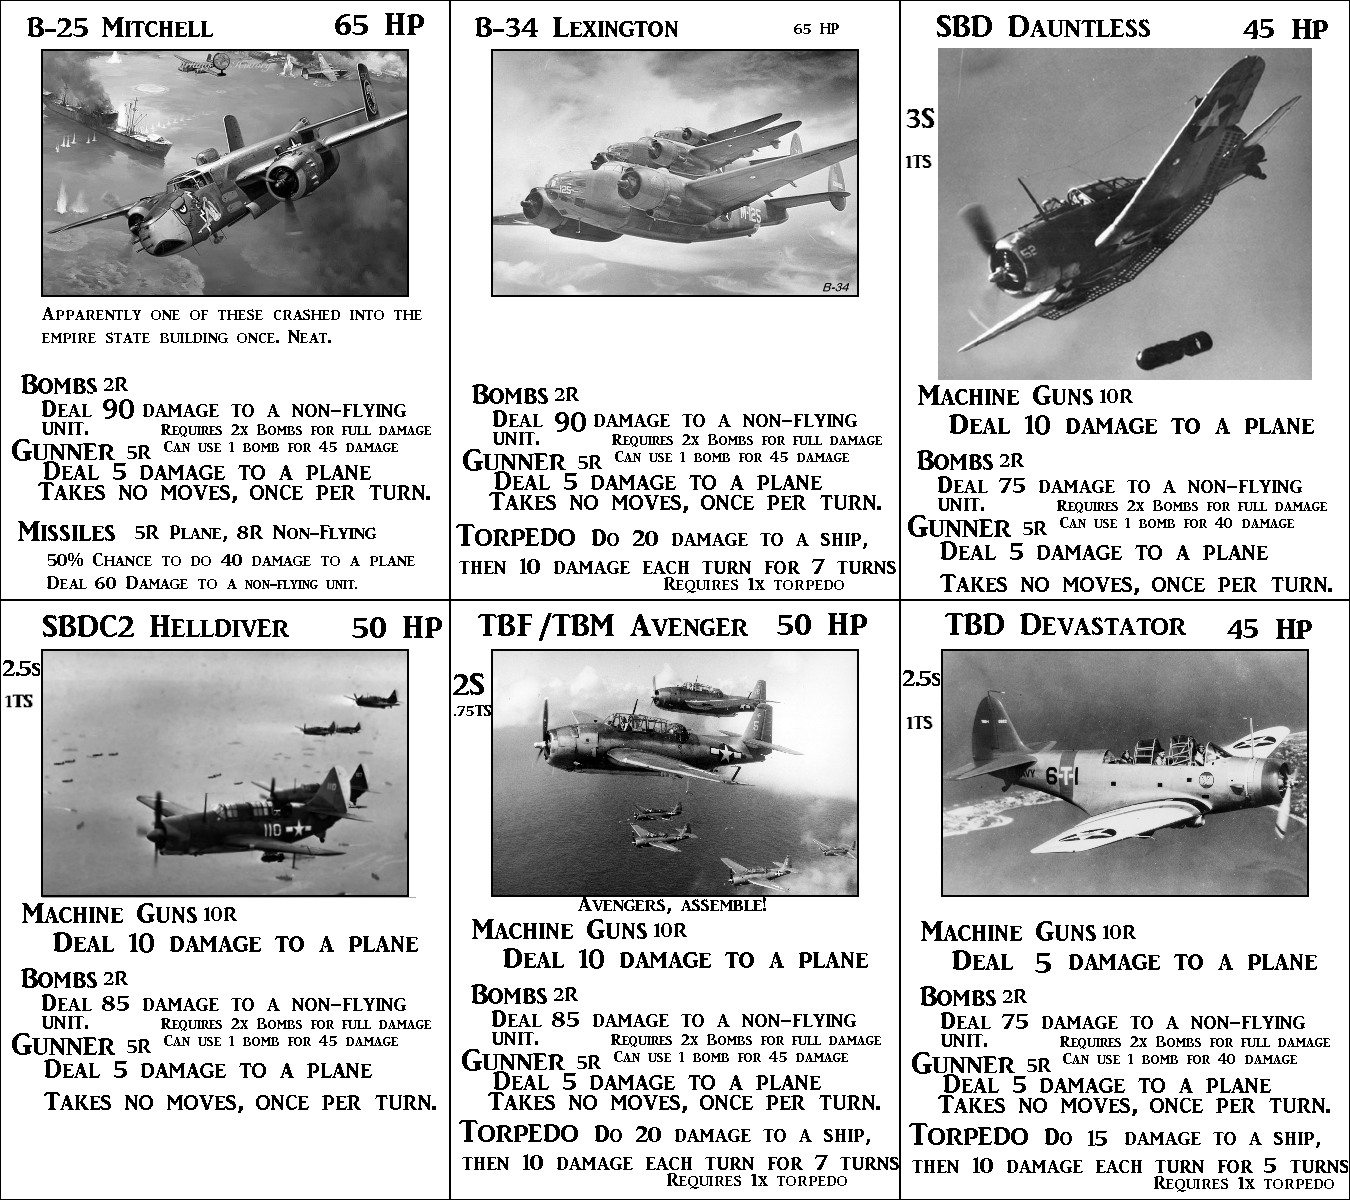 B-25 Mitchell 65 HP
Apparently one of these crashed into the
empire state building once. Neat.
Bombs 2R
Deal 90 damage to a non-flying
unit. Requires 2x Bombs for full damage
Gunner 5R Can use 1 bomb for 45 damage
Deal 5 damage to a plane
Takes no moves, once per turn.
Missiles 5R Plane, 8R Non-Flying
50% Chance to do 40 damage to a plane
Deal 60 Damage to a non-flying unit.
B-34 Lexington 65 HP
125
M-125
B-34
Bombs 2R
Deal 90 damage to a non-flying
unit. Requires 2x Bombs for full damage
Gunner 5R Can use 1 bomb for 45 damage
Deal 5 damage to a plane
Takes no moves, once per turn.
Torpedo Do 20 damage to a ship,
then 10 damage each turn for 7 turns
Requires 1x torpedo
SBD Dauntless 45 HP
3S
1TS
Machine Guns 10R
Deal 10 damage to a plane
Bombs 2R
Deal 75 damage to a non-flying
unit. Requires 2x Bombs for full damage
Gunner 5R Can use 1 bomb for 40 damage
Deal 5 damage to a plane
Takes no moves, once per turn.
SBDC2 Helldiver 50 HP
2.5S
1TS
110
110
Machine Guns 10R
Deal 10 damage to a plane
Bombs 2R
Deal 85 damage to a non-flying
unit. Requires 2x Bombs for full damage
Gunner 5R Can use 1 bomb for 45 damage
Deal 5 damage to a plane
Takes no moves, once per turn.
TBF/TBM Avenger 50 HP
2S
.75TS
Avengers, assemble!
Machine Guns 10R
Deal 10 damage to a plane
Bombs 2R
Deal 85 damage to a non-flying
unit. Requires 2x Bombs for full damage
Gunner 5R Can use 1 bomb for 45 damage
Deal 5 damage to a plane
Takes no moves, once per turn.
Torpedo Do 20 damage to a ship,
then 10 damage each turn for 7 turns
Requires 1x torpedo
TBD Devastator 45 HP
2.5S
1TS
6-T-1
Machine Guns 10R
Deal 5 damage to a plane
Bombs 2R
Deal 75 damage to a non-flying
unit. Requires 2x Bombs for full damage
Gunner 5R Can use 1 bomb for 40 damage
Deal 5 damage to a plane
Takes no moves, once per turn.
Torpedo Do 15 damage to a ship,
then 10 damage each turn for 5 turns
Requires 1x torpedo